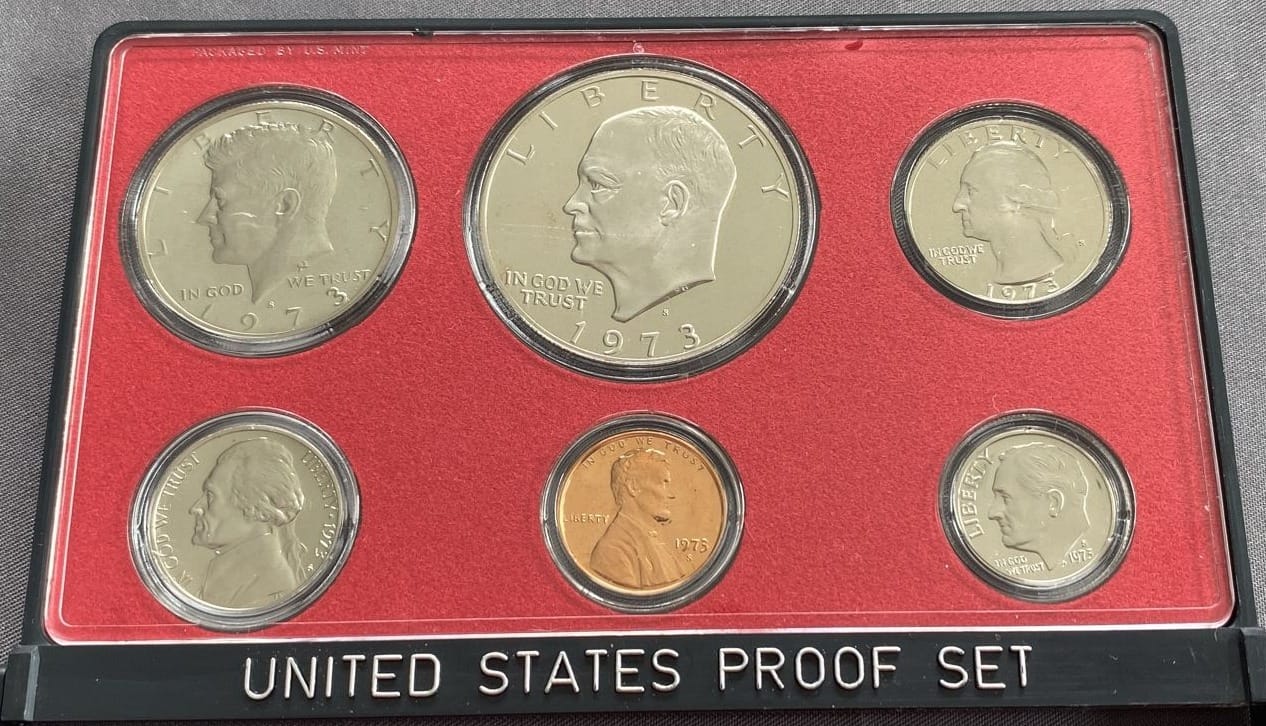 PACKAGED BY U.S. MINT
LIBERTY
IN GOD WE TRUST
S
1973
LIBERTY
IN GOD WE
TRUST
S
1973
LIBERTY
IN GOD WE
TRUST
S
1973
IN GOD WE TRUST
LIBERTY · 1973
S
IN GOD WE TRUST
LIBERTY
1973
S
LIBERTY
IN GOD
WE TRUST
S
1973
UNITED STATES PROOF SET